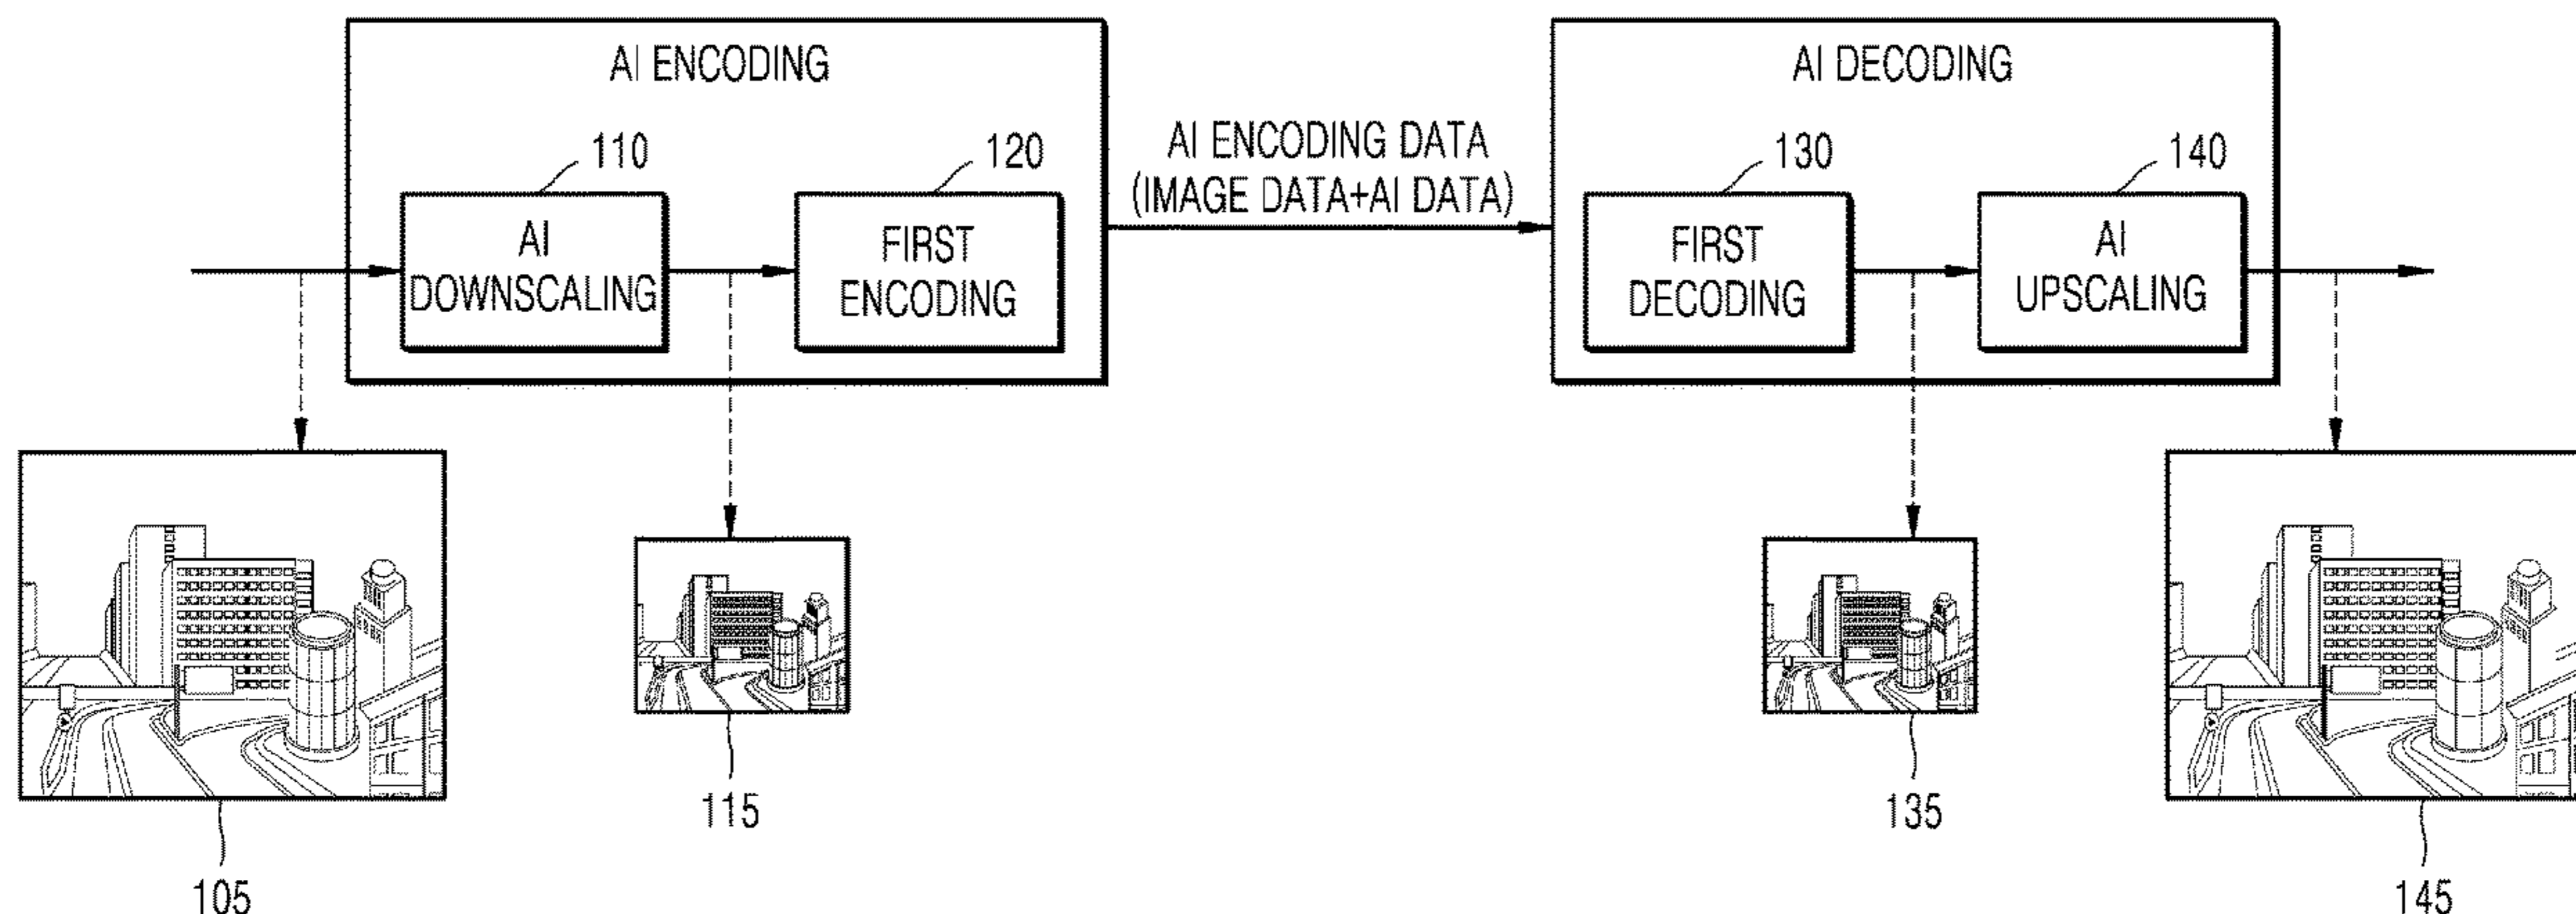 AI ENCODING
110
120
AI
DOWNSCALING
FIRST
ENCODING
AI ENCODING DATA
(IMAGE DATA+AI DATA)
AI DECODING
130
140
FIRST
DECODING
AI
UPSCALING
105
115
135
145